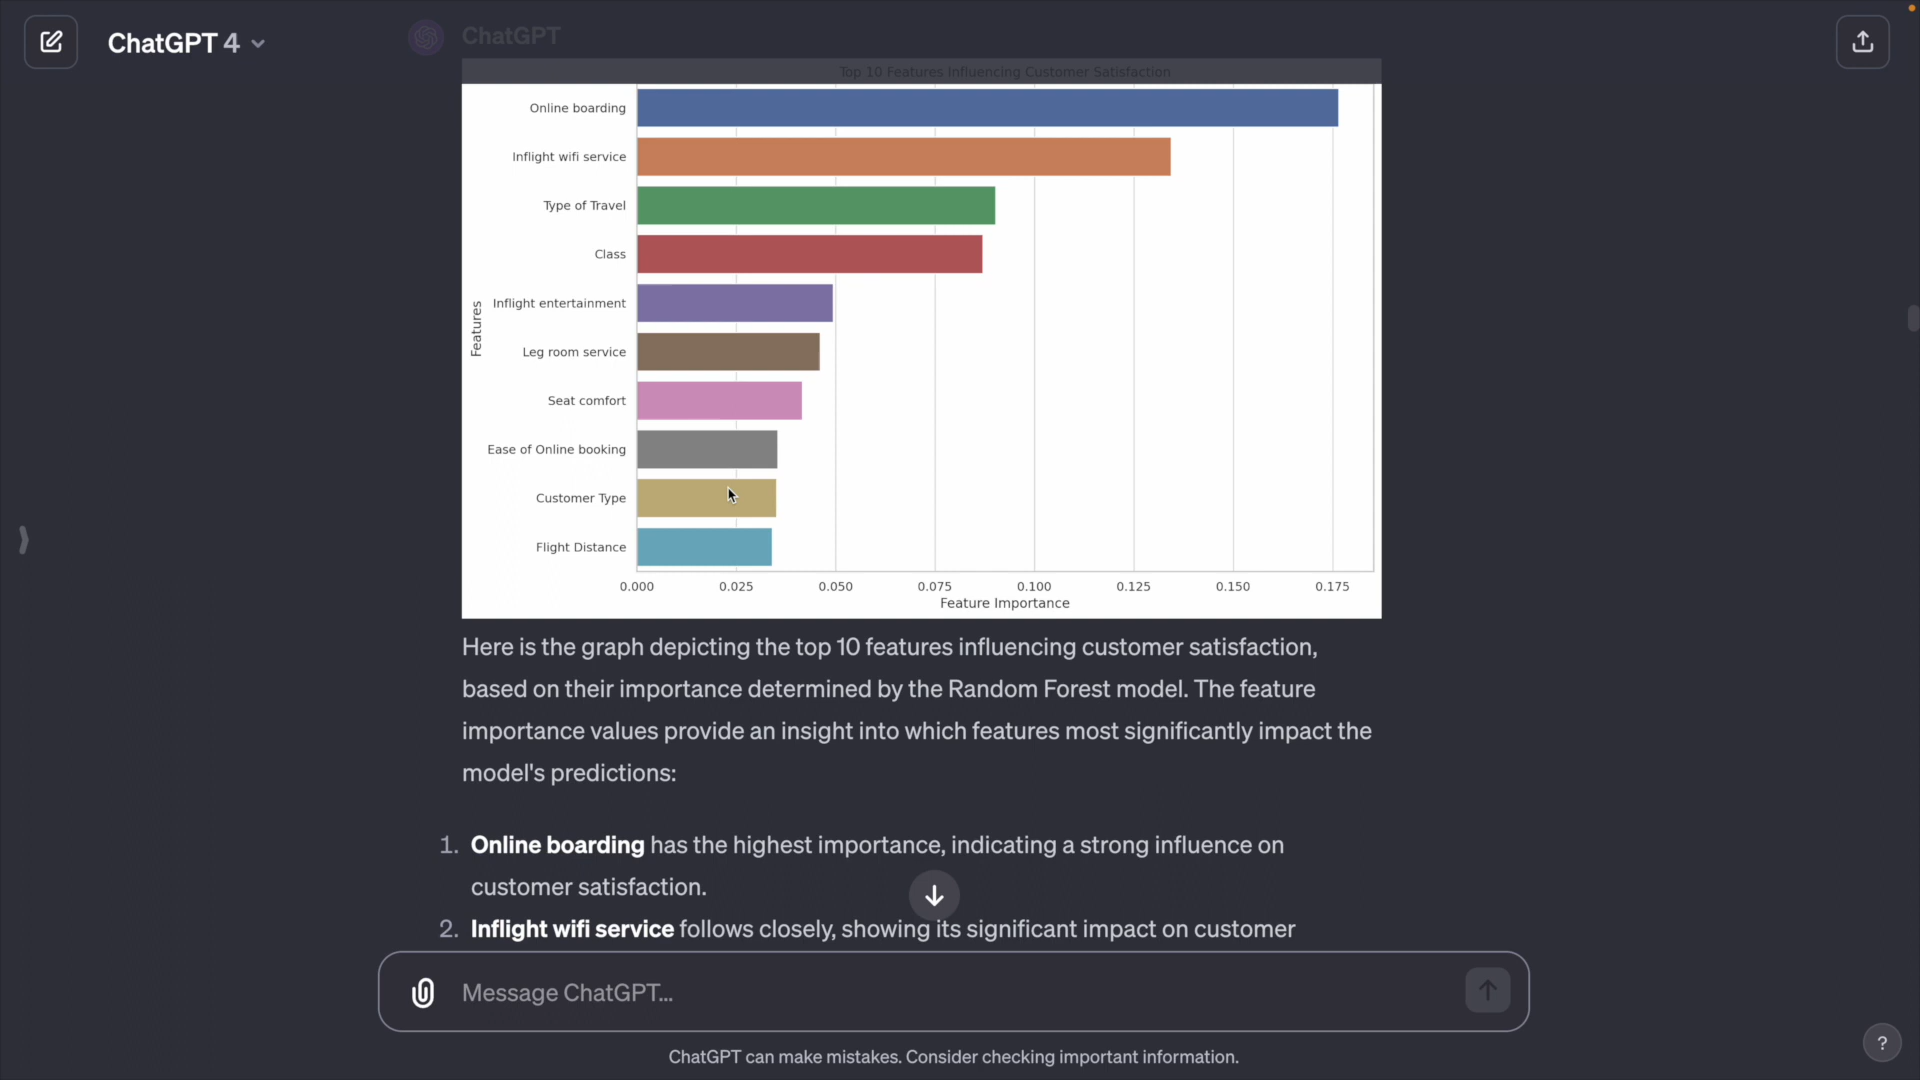 ChatGPT 4
ChatGPT
Top 10 Features Influencing Customer Satisfaction
Online boarding
Inflight wifi service
Type of Travel
Class
Inflight entertainment
Leg room service
Seat comfort
Ease of Online booking
Customer Type
Flight Distance
Features
0.000 0.025 0.050 0.075 0.100 0.125 0.150 0.175
Feature Importance
Here is the graph depicting the top 10 features influencing customer satisfaction,
based on their importance determined by the Random Forest model. The feature
importance values provide an insight into which features most significantly impact the
model's predictions:
1. Online boarding has the highest importance, indicating a strong influence on
customer satisfaction.
2. Inflight wifi service follows closely, showing its significant impact on customer
Message ChatGPT...
ChatGPT can make mistakes. Consider checking important information.
?